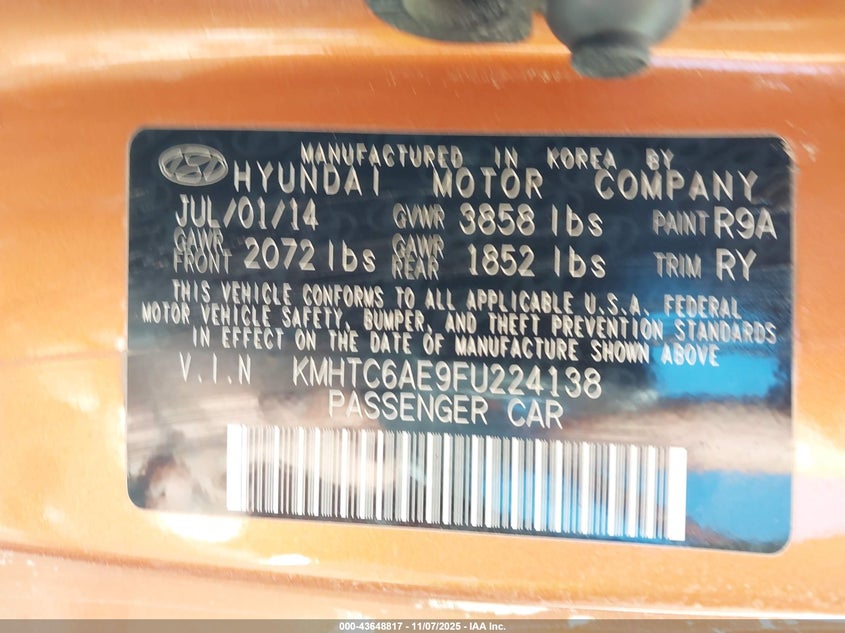 MANUFACTURED IN KOREA BY
HYUNDAI MOTOR COMPANY
JUL/01/14 GVWR 3858 lbs PAINT R9A
GAWR FRONT 2072 lbs GAWR REAR 1852 lbs TRIM RY
THIS VEHICLE CONFORMS TO ALL APPLICABLE U.S.A. FEDERAL
MOTOR VEHICLE SAFETY, BUMPER, AND THEFT PREVENTION STANDARDS
IN EFFECT ON THE DATE OF MANUFACTURE SHOWN ABOVE
V.I.N KMHTC6AE9FU224138
PASSENGER CAR
000-43648817 - 11/07/2025 - IAA Inc.